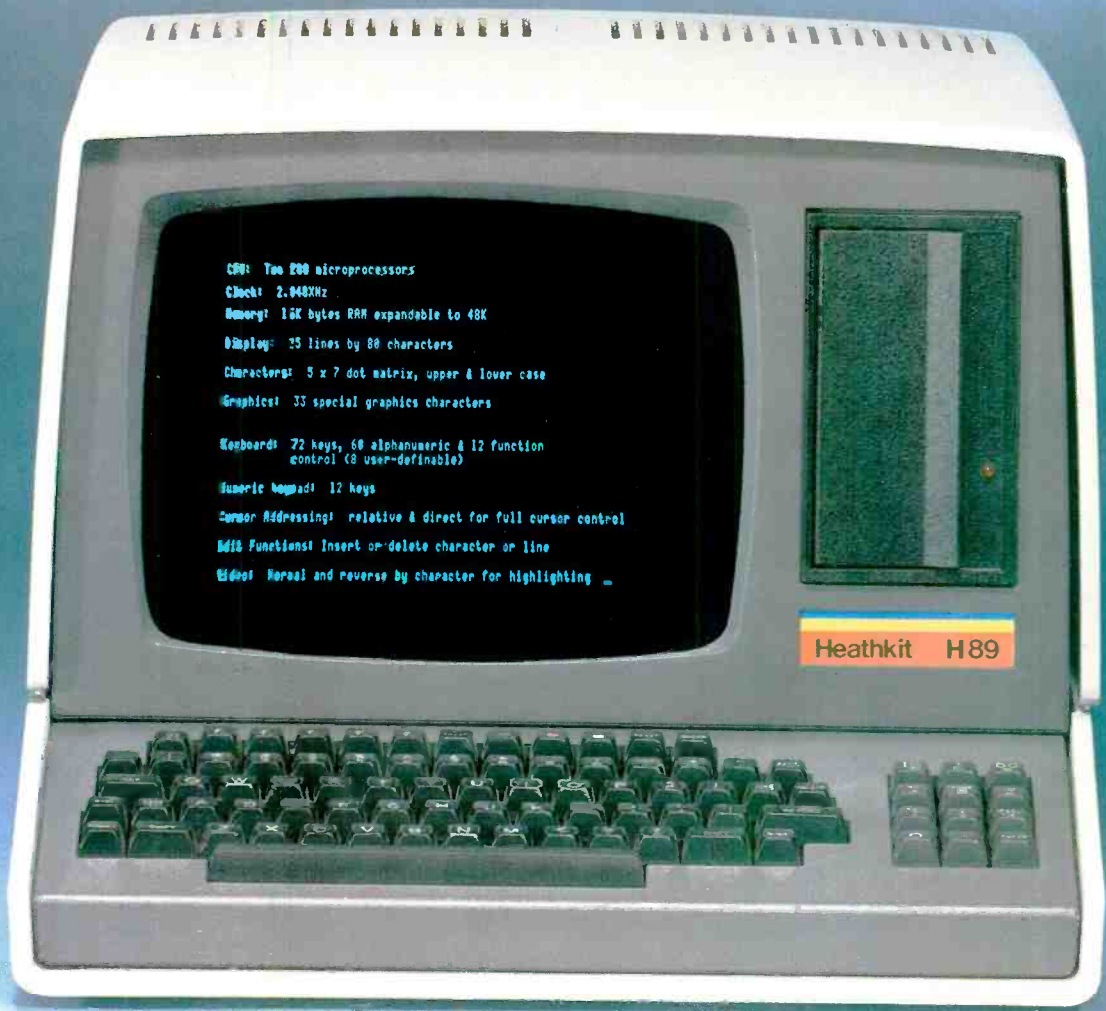 CPU: Two Z80 microprocessors
Clock: 2.048MHz
Memory: 16K bytes RAM expandable to 48K
Display: 25 lines by 80 characters
Characters: 5 x 7 dot matrix, upper & lower case
Graphics: 33 special graphics characters
Keyboard: 72 keys, 60 alphanumeric & 12 function
control (8 user-definable)
Numeric keypad: 12 keys
Cursor Addressing: relative & direct for full cursor control
Edit Functions: Insert or delete character or line
Video: Normal and reverse by character for highlighting _
Heathkit H89
W
X C V B N M